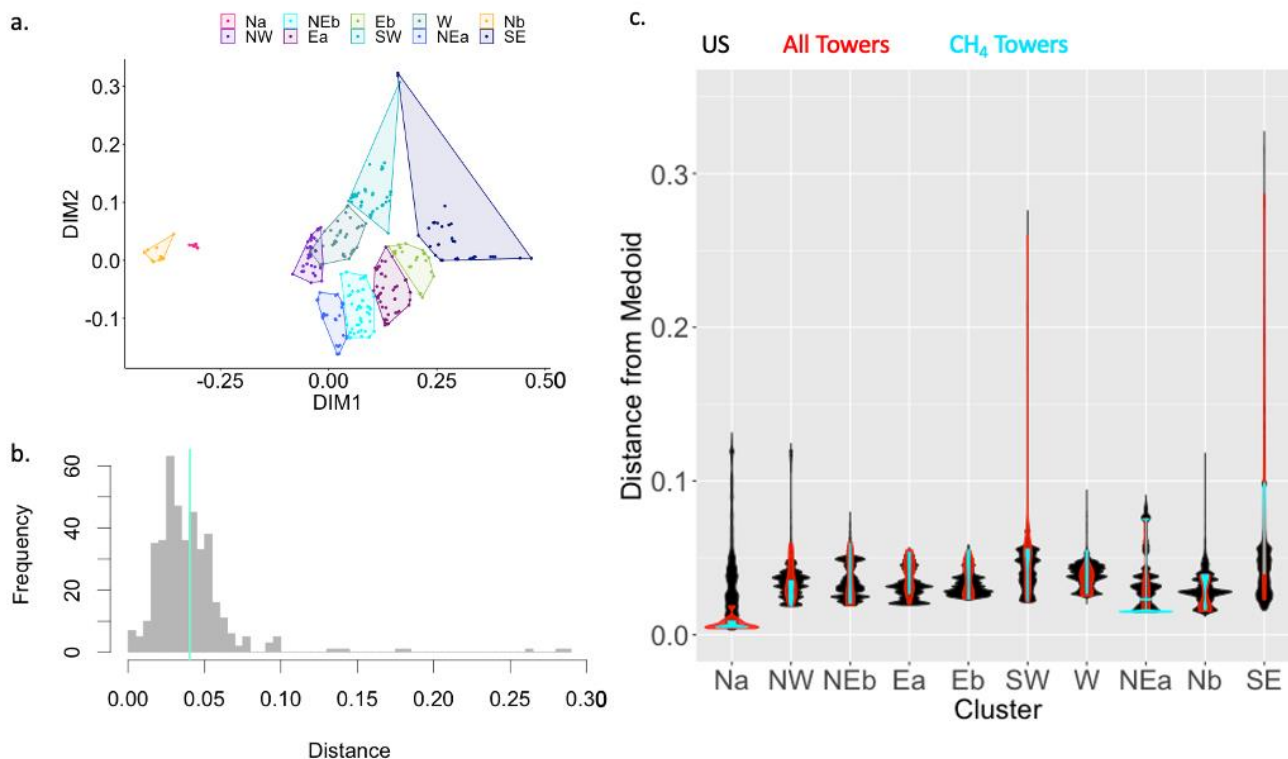 a.
Na NEb Eb W Nb
NW Ea SW NEa SE
0.3
0.2
0.1
0.0
-0.1
DIM2
-0.25 0.00 0.25 0.50
DIM1
b.
60
40
20
0
Frequency
0.00 0.05 0.10 0.15 0.20 0.25 0.30
Distance
c.
US All Towers CH₄ Towers
0.3
0.2
0.1
0.0
Distance from Medoid
Na NW NEb Ea Eb SW W NEa Nb SE
Cluster